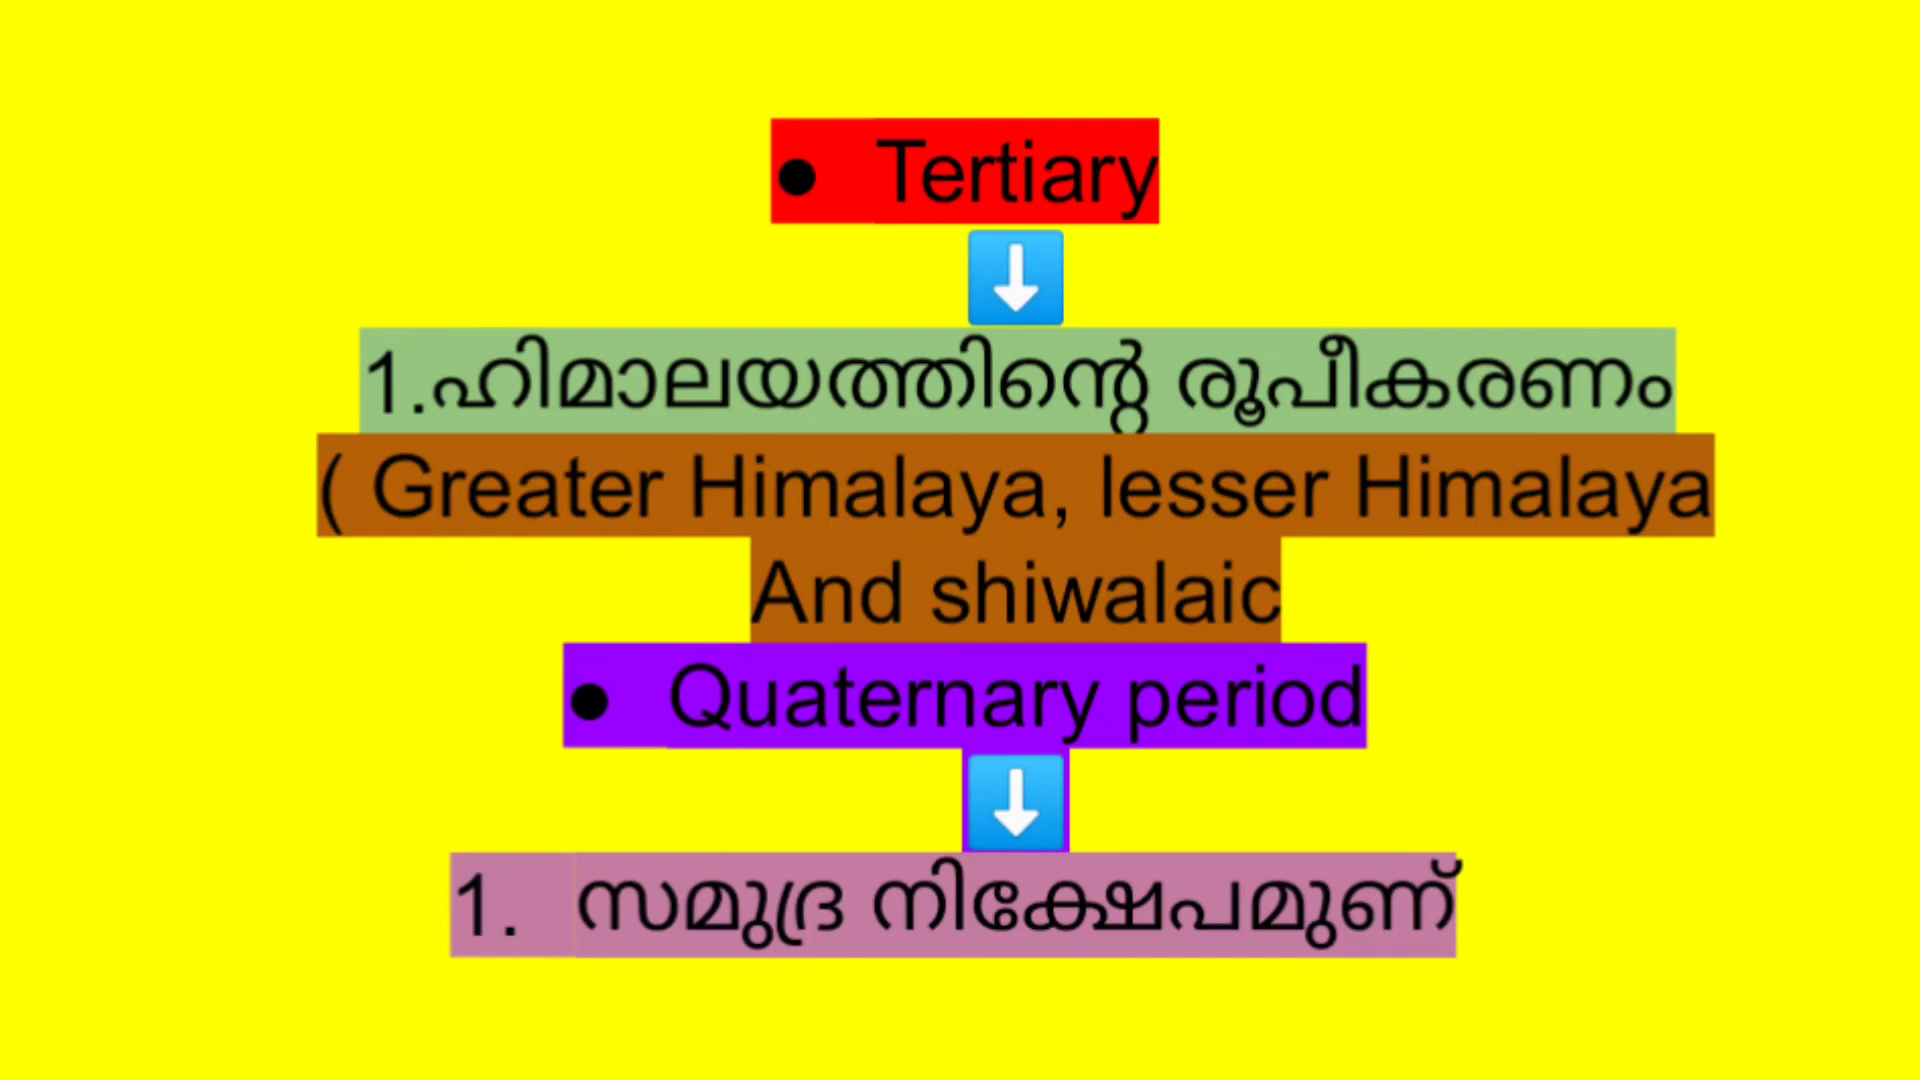 ● Tertiary
⬇️
1.ഹിമാലയത്തിന്റെ രൂപീകരണം
( Greater Himalaya, lesser Himalaya
And shiwalaic
● Quaternary period
⬇️
1. സമുദ്ര നിക്ഷേപമുണ്